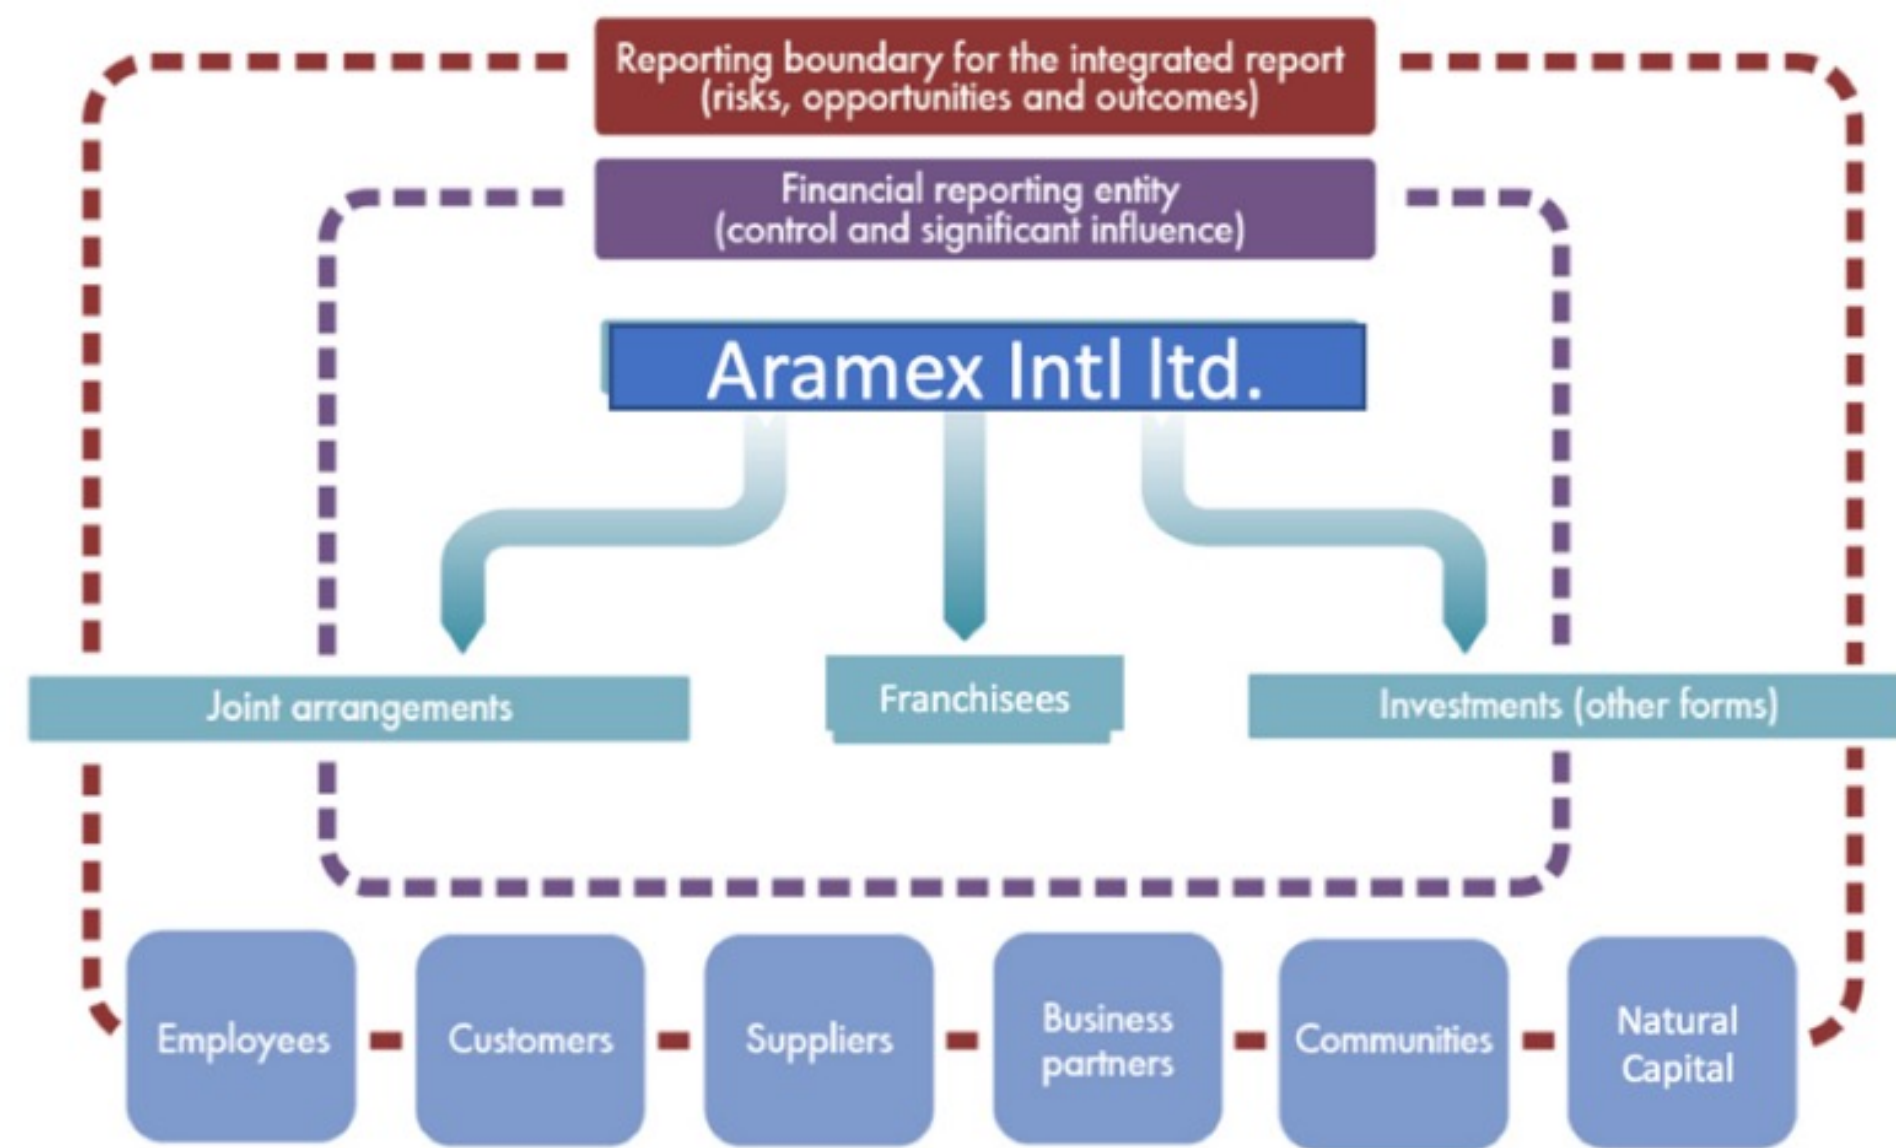 Reporting boundary for the integrated report
(risks, opportunities and outcomes)
Financial reporting entity
(control and significant influence)
Aramex Intl ltd.
Joint arrangements
Franchisees
Investments (other forms)
Employees
Customers
Suppliers
Business
partners
Communities
Natural
Capital